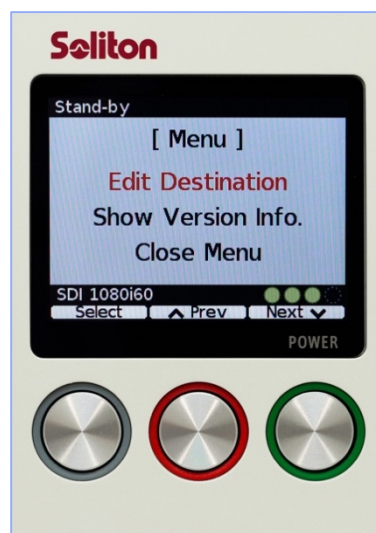 Soliton
Stand-by
[ Menu ]
Edit Destination
Show Version Info.
Close Menu
SDI 1080i60
Select Prev Next
POWER